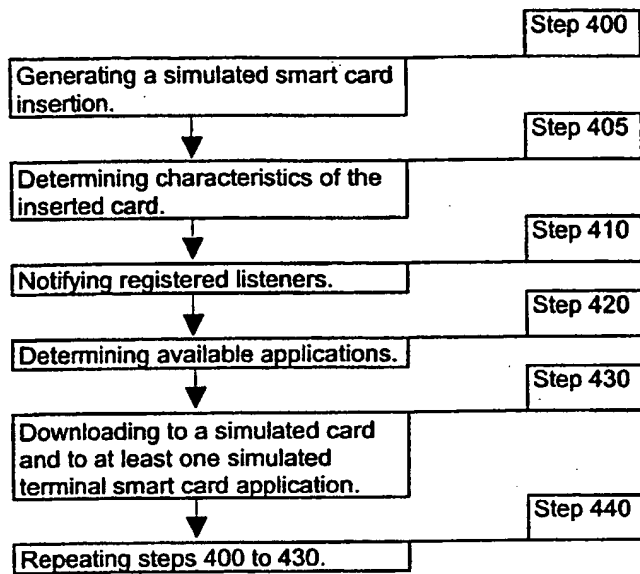 Step 400
Generating a simulated smart card
insertion.
Step 405
Determining characteristics of the
inserted card.
Step 410
Notifying registered listeners.
Step 420
Determining available applications.
Step 430
Downloading to a simulated card
and to at least one simulated
terminal smart card application.
Step 440
Repeating steps 400 to 430.